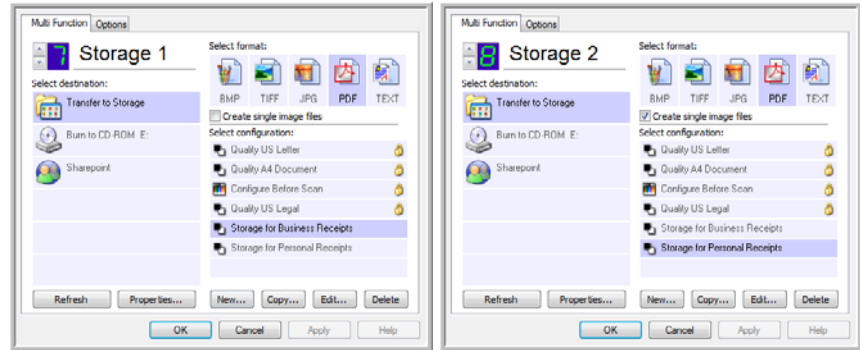 Multi Function Options
7 Storage 1
Select destination:
Transfer to Storage
Burn to CD-ROM E:
Sharepoint
Refresh Properties...
Select format:
BMP TIFF JPG PDF TEXT
Create single image files
Select configuration:
Quality US Letter
Quality A4 Document
Configure Before Scan
Quality US Legal
Storage for Business Receipts
Storage for Personal Receipts
New... Copy... Edit... Delete
OK Cancel Apply Help
Multi Function Options
8 Storage 2
Select destination:
Transfer to Storage
Burn to CD-ROM E:
Sharepoint
Refresh Properties...
Select format:
BMP TIFF JPG PDF TEXT
Create single image files
Select configuration:
Quality US Letter
Quality A4 Document
Configure Before Scan
Quality US Legal
Storage for Business Receipts
Storage for Personal Receipts
New... Copy... Edit... Delete
OK Cancel Apply Help